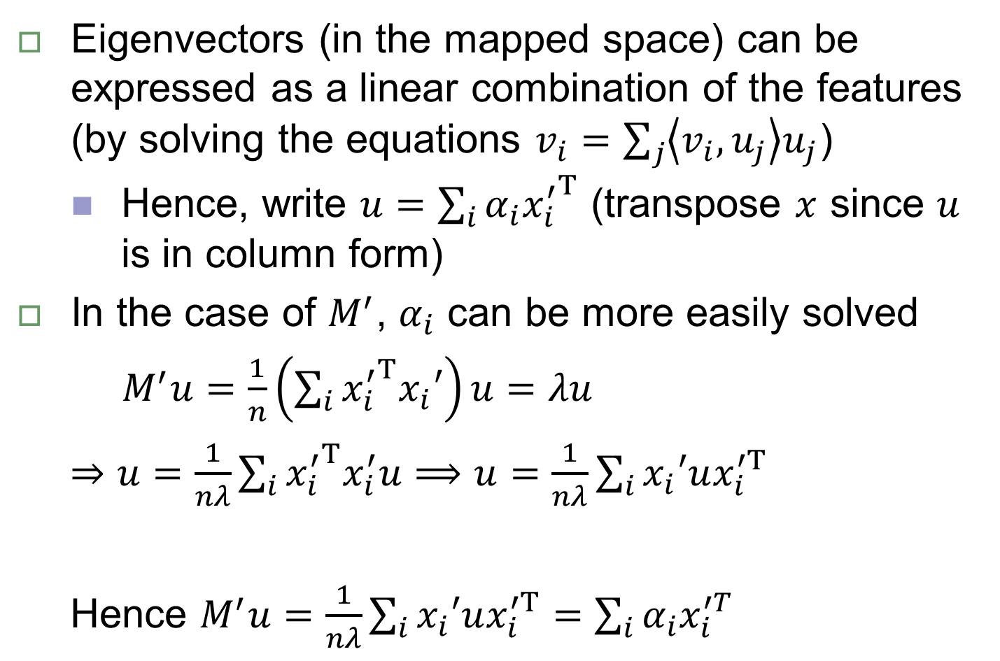 Eigenvectors (in the mapped space) can be
expressed as a linear combination of the features
(by solving the equations $v_i = \sum_j \langle v_i, u_j \rangle u_j$)
Hence, write $u = \sum_i \alpha_i x_i'^{\mathrm{T}}$ (transpose $x$ since $u$
is in column form)
In the case of $M'$, $\alpha_i$ can be more easily solved
$M'u = \frac{1}{n} \left( \sum_i x_i'^{\mathrm{T}} x_i' \right) u = \lambda u$
$\Rightarrow u = \frac{1}{n\lambda} \sum_i x_i'^{\mathrm{T}} x_i' u \Longrightarrow u = \frac{1}{n\lambda} \sum_i x_i' u x_i'^{\mathrm{T}}$
Hence $M'u = \frac{1}{n\lambda} \sum_i x_i' u x_i'^{\mathrm{T}} = \sum_i \alpha_i x_i'^{T}$